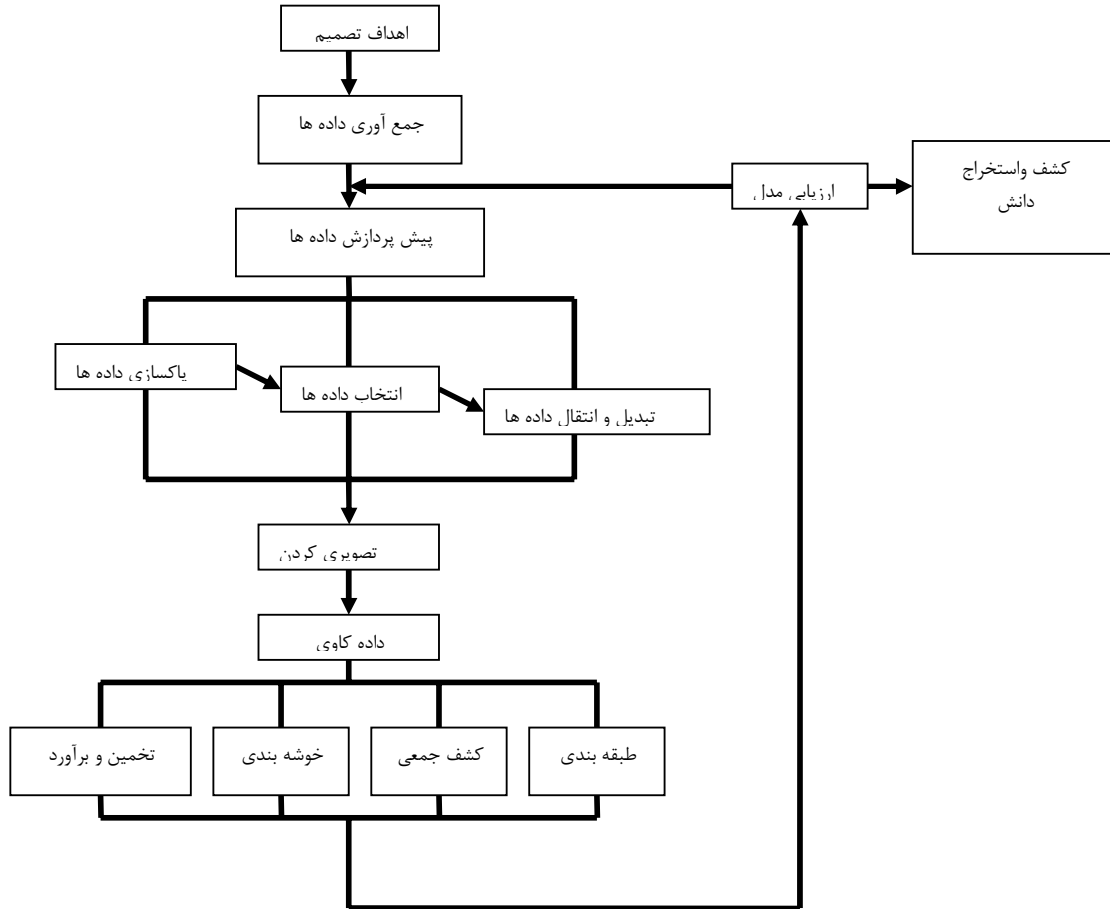 اهداف تصمیم
جمع آوری داده ها
ارزیابی مدل
کشف واستخراج
دانش
پیش پردازش داده ها
پاکسازی داده ها
انتخاب داده ها
تبدیل و انتقال داده ها
تصویری کردن
داده کاوی
طبقه بندی
کشف جمعی
خوشه بندی
تخمین و برآورد